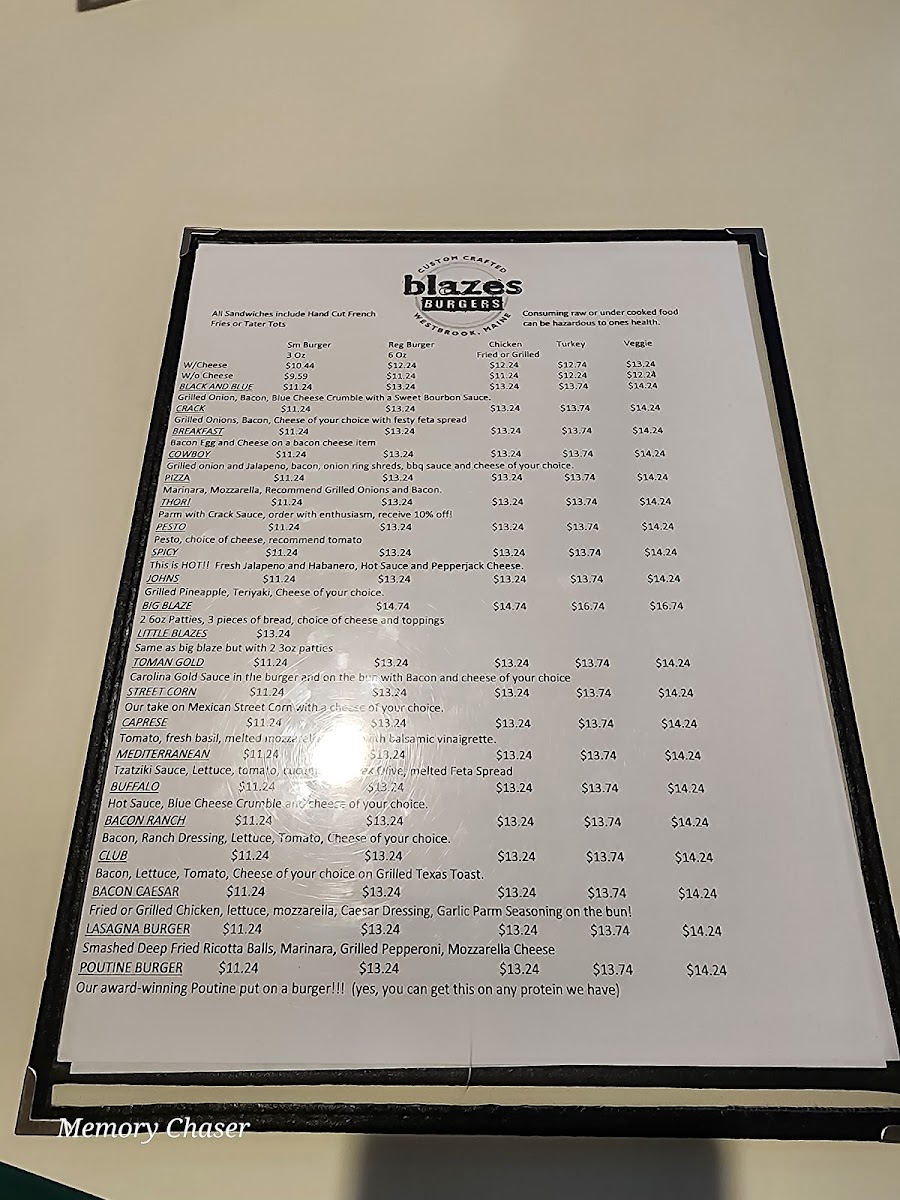 CUSTOM CRAFTED
blazes
BURGERS
WESTBROOK, MAINE
All Sandwiches include Hand Cut French
Fries or Tater Tots
Consuming raw or under cooked food
can be hazardous to ones health.
Sm Burger Reg Burger Chicken Turkey Veggie
3 Oz 6 Oz Fried or Grilled
W/Cheese $10.44 $12.24 $12.24 $12.74 $13.24
W/o Cheese $9.59 $11.24 $11.24 $12.24 $12.24
BLACK AND BLUE $11.24 $13.24 $13.24 $13.74 $14.24
Grilled Onion, Bacon, Blue Cheese Crumble with a Sweet Bourbon Sauce.
CRACK $11.24 $13.24 $13.24 $13.74 $14.24
Grilled Onions, Bacon, Cheese of your choice with festy feta spread
BREAKFAST $11.24 $13.24 $13.24 $13.74 $14.24
Bacon Egg and Cheese on a bacon cheese item
COWBOY $11.24 $13.24 $13.24 $13.74 $14.24
Grilled onion and Jalapeno, bacon, onion ring shreds, bbq sauce and cheese of your choice.
PIZZA $11.24 $13.24 $13.24 $13.74 $14.24
Marinara, Mozzarella, Recommend Grilled Onions and Bacon.
THOR! $11.24 $13.24 $13.24 $13.74 $14.24
Parm with Crack Sauce, order with enthusiasm, receive 10% off!
PESTO $11.24 $13.24 $13.24 $13.74 $14.24
Pesto, choice of cheese, recommend tomato
SPICY $11.24 $13.24 $13.24 $13.74 $14.24
This is HOT!! Fresh Jalapeno and Habanero, Hot Sauce and Pepperjack Cheese.
JOHNS $11.24 $13.24 $13.24 $13.74 $14.24
Grilled Pineapple, Teriyaki, Cheese of your choice.
BIG BLAZE $14.74 $14.74 $16.74 $16.74
2 6oz Patties, 3 pieces of bread, choice of cheese and toppings
LITTLE BLAZES $13.24
Same as big blaze but with 2 3oz patties
TOMAN GOLD $11.24 $13.24 $13.24 $13.74 $14.24
Carolina Gold Sauce in the burger and on the bun with Bacon and cheese of your choice
STREET CORN $11.24 $13.24 $13.24 $13.74 $14.24
Our take on Mexican Street Corn with a cheese of your choice.
CAPRESE $11.24 $13.24 $13.24 $13.74 $14.24
Tomato, fresh basil, melted mozzarella with balsamic vinaigrette.
MEDITERRANEAN $11.24 $13.24 $13.24 $13.74 $14.24
Tzatziki Sauce, Lettuce, tomato, Olive, melted Feta Spread
BUFFALO $11.24 $13.24 $13.24 $13.74 $14.24
Hot Sauce, Blue Cheese Crumble and cheese of your choice.
BACON RANCH $11.24 $13.24 $13.24 $13.74 $14.24
Bacon, Ranch Dressing, Lettuce, Tomato, Cheese of your choice.
CLUB $11.24 $13.24 $13.24 $13.74 $14.24
Bacon, Lettuce, Tomato, Cheese of your choice on Grilled Texas Toast.
BACON CAESAR $11.24 $13.24 $13.24 $13.74 $14.24
Fried or Grilled Chicken, lettuce, mozzarella, Caesar Dressing, Garlic Parm Seasoning on the bun!
LASAGNA BURGER $11.24 $13.24 $13.24 $13.74 $14.24
Smashed Deep Fried Ricotta Balls, Marinara, Grilled Pepperoni, Mozzarella Cheese
POUTINE BURGER $11.24 $13.24 $13.24 $13.74 $14.24
Our award-winning Poutine put on a burger!!! (yes, you can get this on any protein we have)
Memory Chaser